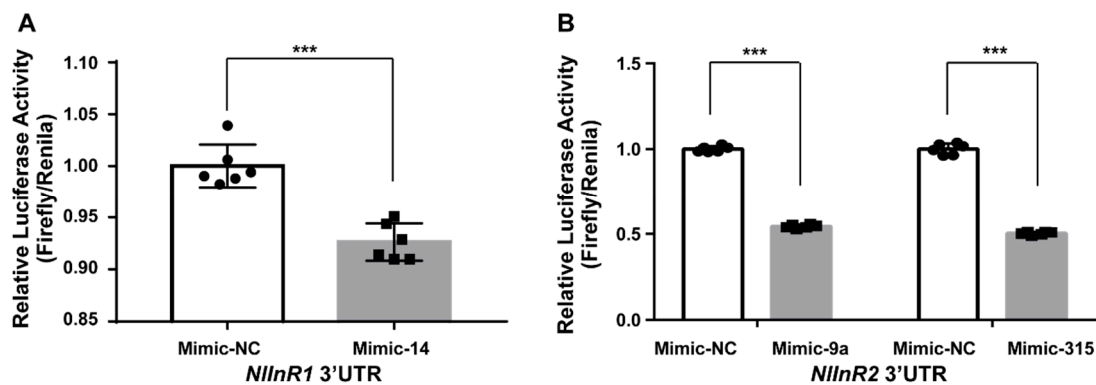 A
Relative Luciferase Activity
(Firefly/Renila)
1.10
1.05
1.00
0.95
0.90
0.85
***
Mimic-NC Mimic-14
NlInR1 3’UTR
B
Relative Luciferase Activity
(Firefly/Renila)
1.5
1.0
0.5
0.0
*** ***
Mimic-NC Mimic-9a Mimic-NC Mimic-315
NlInR2 3’UTR